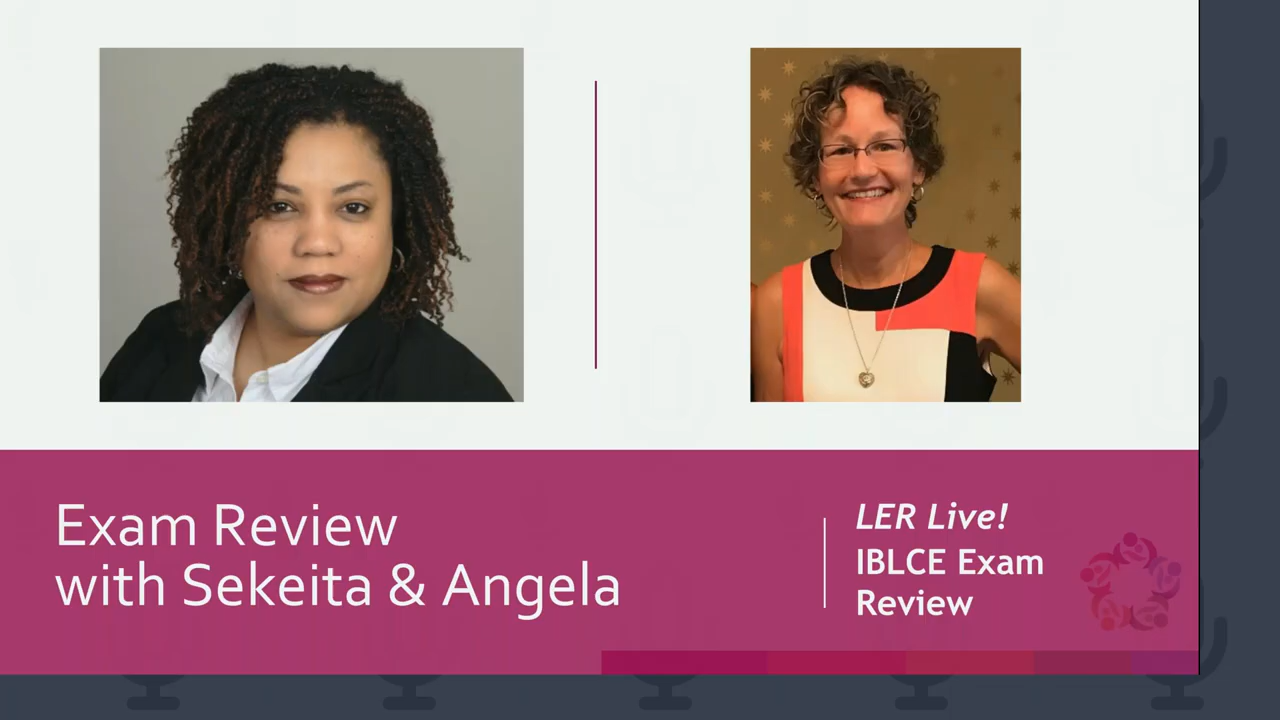 Exam Review
with Sekeita & Angela
LER Live!
IBLCE Exam
Review